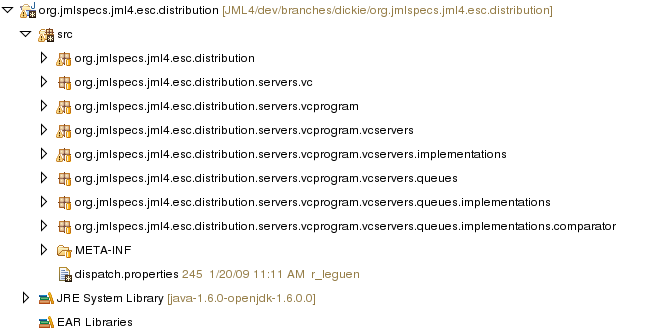 org.jmlspecs.jml4.esc.distribution [JML4/dev/branches/dickie/org.jmlspecs.jml4.esc.distribution]
src
org.jmlspecs.jml4.esc.distribution
org.jmlspecs.jml4.esc.distribution.servers.vc
org.jmlspecs.jml4.esc.distribution.servers.vcprogram
org.jmlspecs.jml4.esc.distribution.servers.vcprogram.vcservers
org.jmlspecs.jml4.esc.distribution.servers.vcprogram.vcservers.implementations
org.jmlspecs.jml4.esc.distribution.servers.vcprogram.vcservers.queues
org.jmlspecs.jml4.esc.distribution.servers.vcprogram.vcservers.queues.implementations
org.jmlspecs.jml4.esc.distribution.servers.vcprogram.vcservers.queues.implementations.comparator
META-INF
dispatch.properties 245 1/20/09 11:11 AM r_leguen
JRE System Library [java-1.6.0-openjdk-1.6.0.0]
EAR Libraries